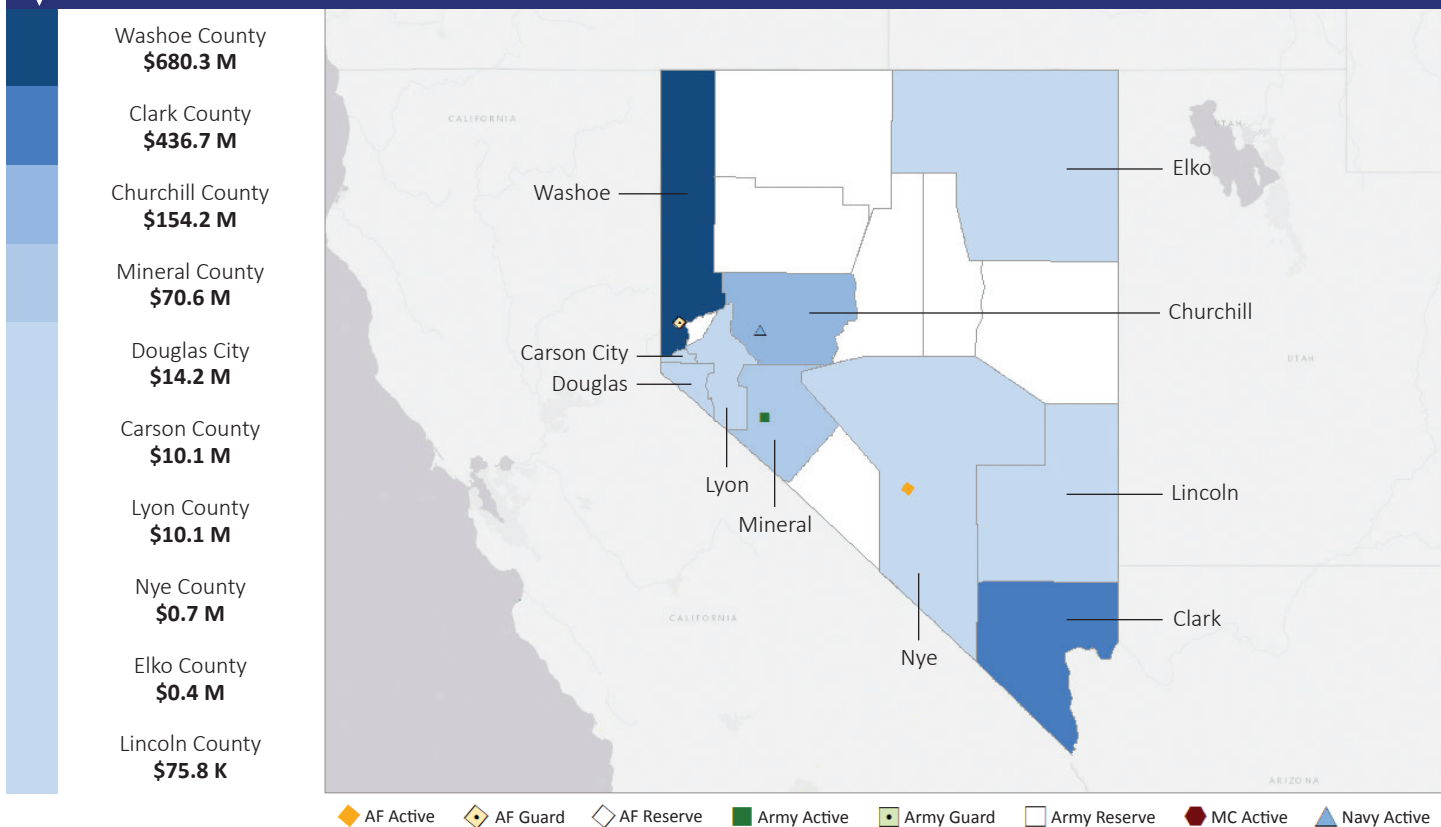 Washoe County
$680.3 M
Clark County
$436.7 M
Churchill County
$154.2 M
Mineral County
$70.6 M
Douglas City
$14.2 M
Carson County
$10.1 M
Lyon County
$10.1 M
Nye County
$0.7 M
Elko County
$0.4 M
Lincoln County
$75.8 K
CALIFORNIA
UTAH
Elko
Washoe
Churchill
Carson City
UTAH
Douglas
Lyon
Lincoln
Mineral
CALIFORNIA
Clark
Nye
ARIZONA
AF Active AF Guard AF Reserve Army Active Army Guard Army Reserve MC Active Navy Active